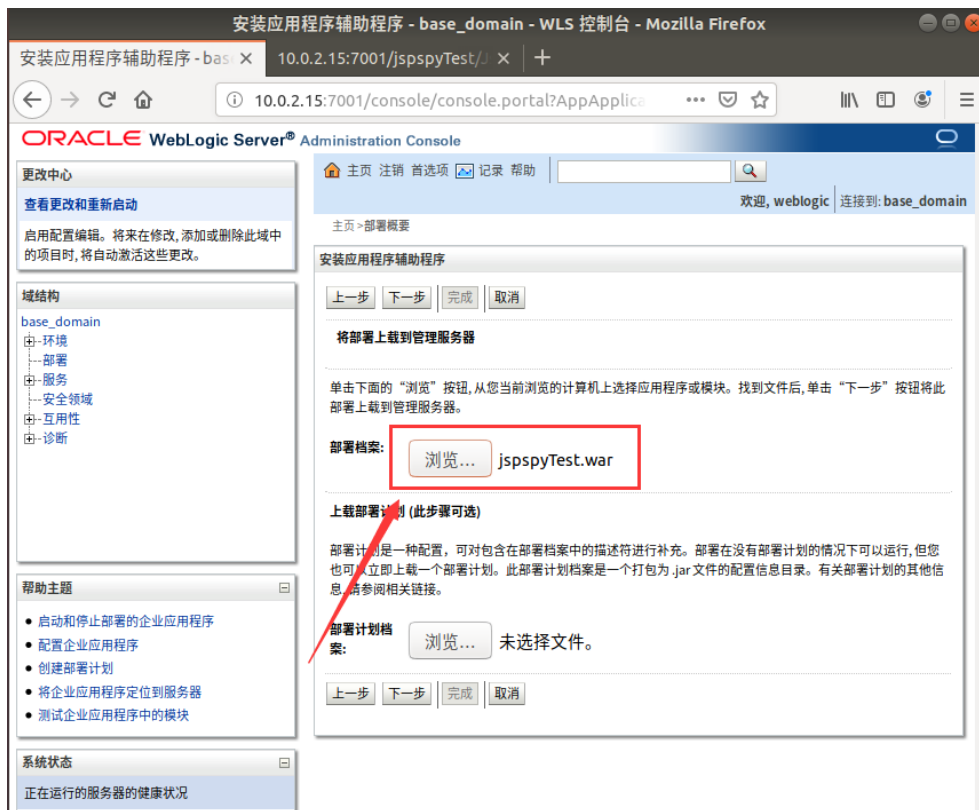 安装应用程序辅助程序 - base_domain - WLS 控制台 - Mozilla Firefox
安装应用程序辅助程序 - bas
10.0.2.15:7001/jspspyTest/J
10.0.2.15:7001/console/console.portal?AppApplica
ORACLE WebLogic Server® Administration Console
更改中心
查看更改和重新启动
启用配置编辑。将来在修改, 添加或删除此域中
的项目时, 将自动激活这些更改。
域结构
base_domain
环境
部署
服务
安全领域
互用性
诊断
帮助主题
启动和停止部署的企业应用程序
配置企业应用程序
创建部署计划
将企业应用程序定位到服务器
测试企业应用程序中的模块
系统状态
正在运行的服务器的健康状况
主页 注销 首选项 记录 帮助
欢迎, weblogic 连接到: base_domain
主页 >部署概要
安装应用程序辅助程序
上一步 下一步 完成 取消
将部署上载到管理服务器
单击下面的“浏览”按钮, 从您当前浏览的计算机上选择应用程序或模块。找到文件后, 单击“下一步”按钮将此
部署上载到管理服务器。
部署档案: 浏览... jspspyTest.war
上载部署计划 (此步骤可选)
部署计划是一种配置，可对包含在部署档案中的描述符进行补充。部署在没有部署计划的情况下可以运行, 但您
也可以立即上载一个部署计划。此部署计划档案是一个打包为 .jar 文件的配置信息目录。有关部署计划的其他信
息, 请参阅相关链接。
部署计划档
案: 浏览... 未选择文件。
上一步 下一步 完成 取消